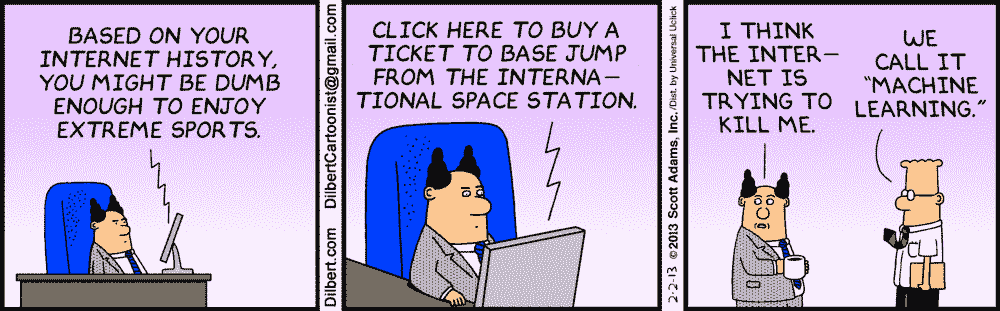 BASED ON YOUR
INTERNET HISTORY,
YOU MIGHT BE DUMB
ENOUGH TO ENJOY
EXTREME SPORTS.
Dilbert.com DilbertCartoonist@gmail.com
CLICK HERE TO BUY A
TICKET TO BASE JUMP
FROM THE INTERNA-
TIONAL SPACE STATION.
2-2-13 © 2013 Scott Adams, Inc. /Dist. by Universal Uclick
I THINK
THE INTER-
NET IS
TRYING TO
KILL ME.
WE
CALL IT
"MACHINE
LEARNING."